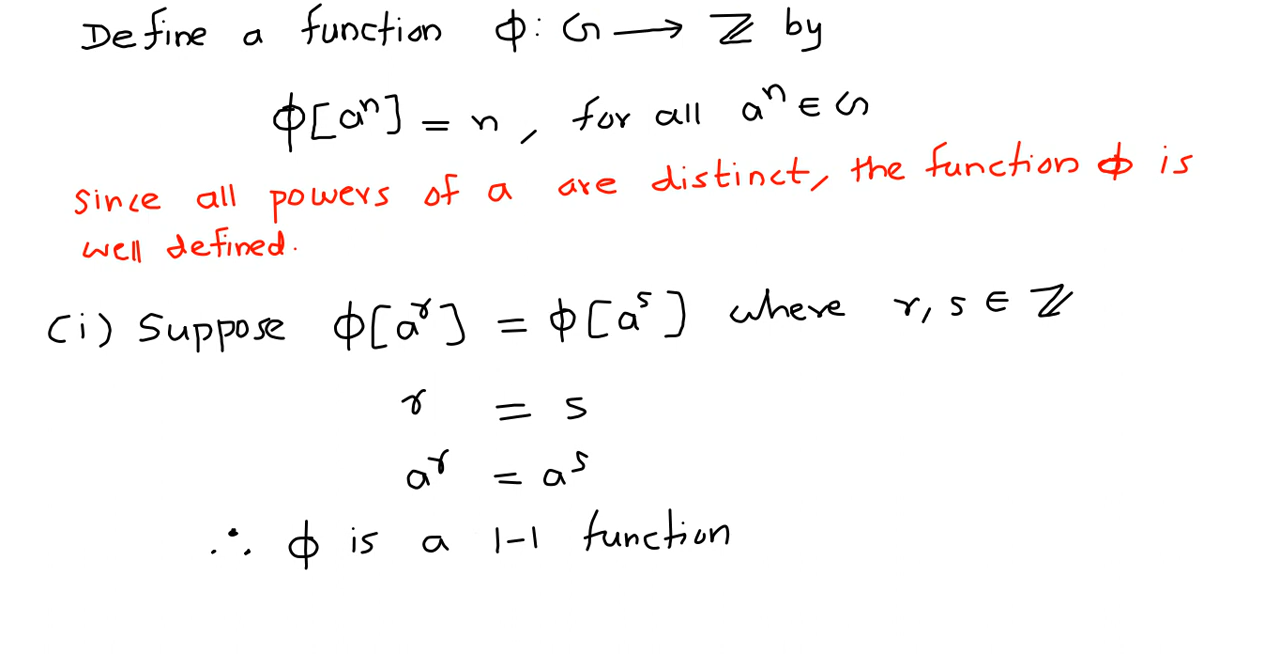 Define a function ϕ: G ⟶ ℤ by
ϕ[aⁿ] = n, for all aⁿ ∈ G
since all powers of a are distinct, the function ϕ is
well defined.
(i) Suppose ϕ[aʳ] = ϕ[aˢ] where r, s ∈ ℤ
r = s
aʳ = aˢ
∴ ϕ is a 1-1 function